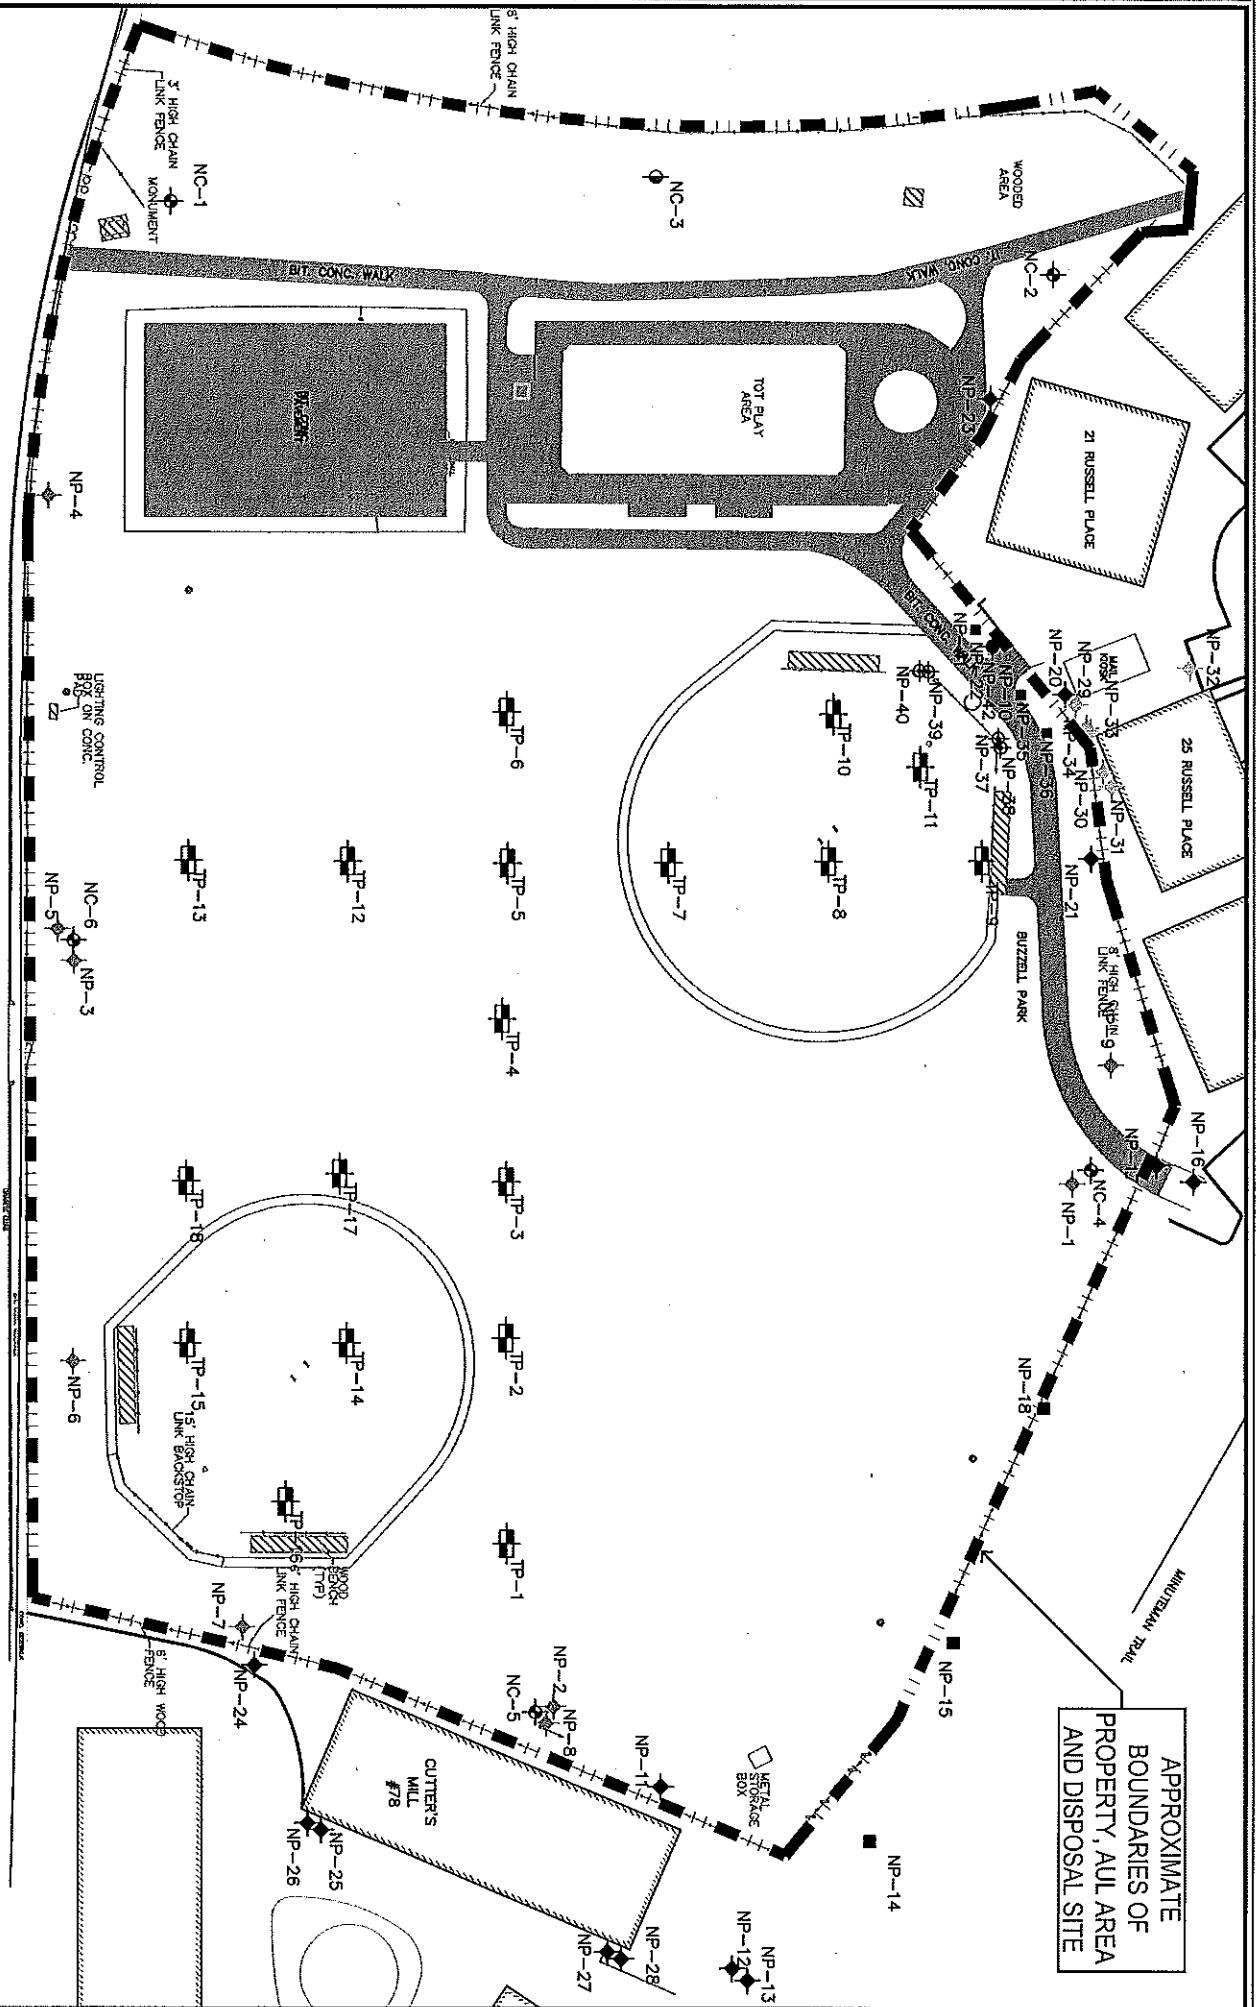 APPROXIMATE
BOUNDARIES OF
PROPERTY, AUL AREA
AND DISPOSAL SITE
MINUTEMAN TRAIL
NP-32
NP-16
25 RUSSELL PLACE
21 RUSSELL PLACE
MAIL
KIOSK
NP-33
NP-29
NP-20
NP-31
NP-30
NP-34
NP-21
8' HIGH CHAIN
LINK FENCE
NP-9
NC-4
NP-1
NP-18
NC-2
NP-23
NP-10
NP-35
NP-36
NP-42
NP-38
NP-37
NP-39
NP-40
BUZZELL PARK
WOODED
AREA
BIT. CONC.
CONC WALK
TP-9
TP-11
TP-10
TP-8
NP-15
NP-14
METAL
STORAGE
BOX
NP-12
NP-13
TOT PLAY
AREA
NC-3
TP-7
NP-11
NP-28
NP-27
8' HIGH CHAIN
LINK FENCE
TP-6
TP-5
TP-4
TP-3
TP-2
TP-1
NP-2
NC-5
NP-8
CUTTER'S
MILL
#78
BIT. CONC. WALK
TP-12
TP-17
TP-14
WOOD
BENCH
(TYP)
6' HIGH CHAIN
LINK FENCE
NP-25
NP-26
NP-7
NP-24
NC-1
TP-13
TP-18
TP-15
15' HIGH CHAIN
LINK BACKSTOP
6' HIGH WOOD
FENCE
3' HIGH CHAIN
LINK FENCE
MONUMENT
NP-4
LIGHTING CONTROL
BOX ON CONC.
PAD
NC-6
NP-5
NP-3
NP-6